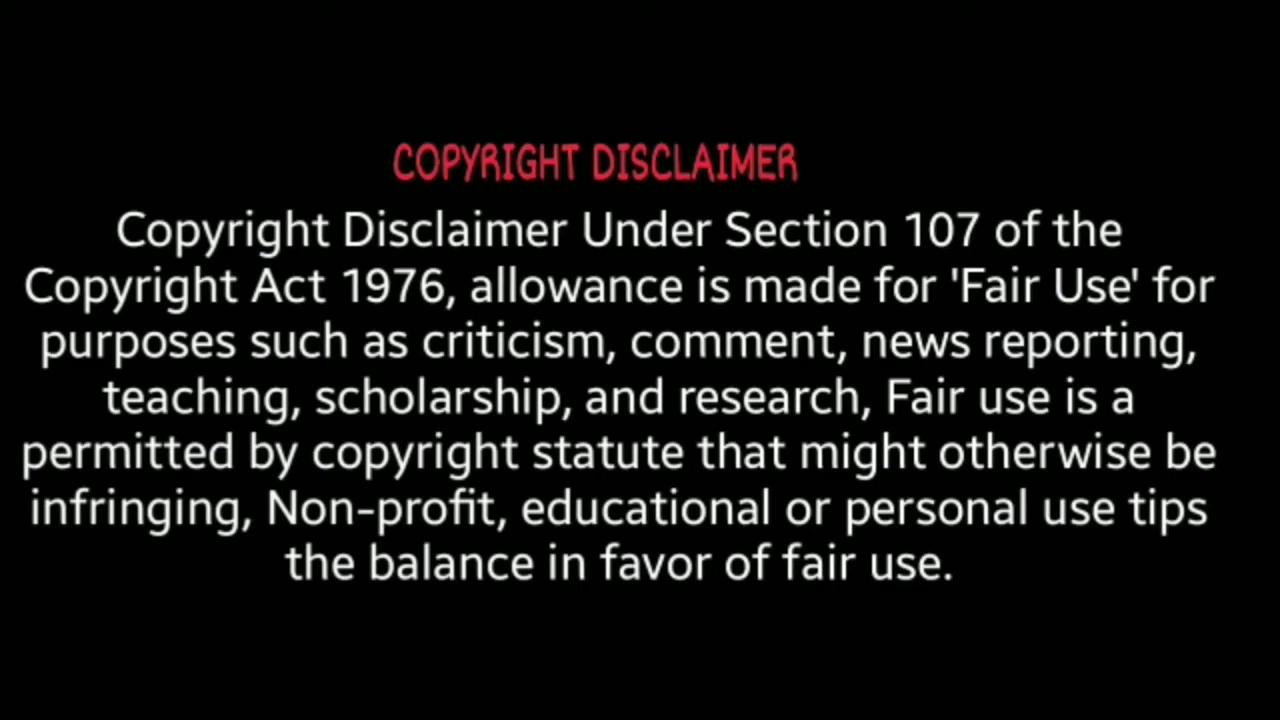 COPYRIGHT DISCLAIMER
Copyright Disclaimer Under Section 107 of the
Copyright Act 1976, allowance is made for 'Fair Use' for
purposes such as criticism, comment, news reporting,
teaching, scholarship, and research, Fair use is a
permitted by copyright statute that might otherwise be
infringing, Non-profit, educational or personal use tips
the balance in favor of fair use.